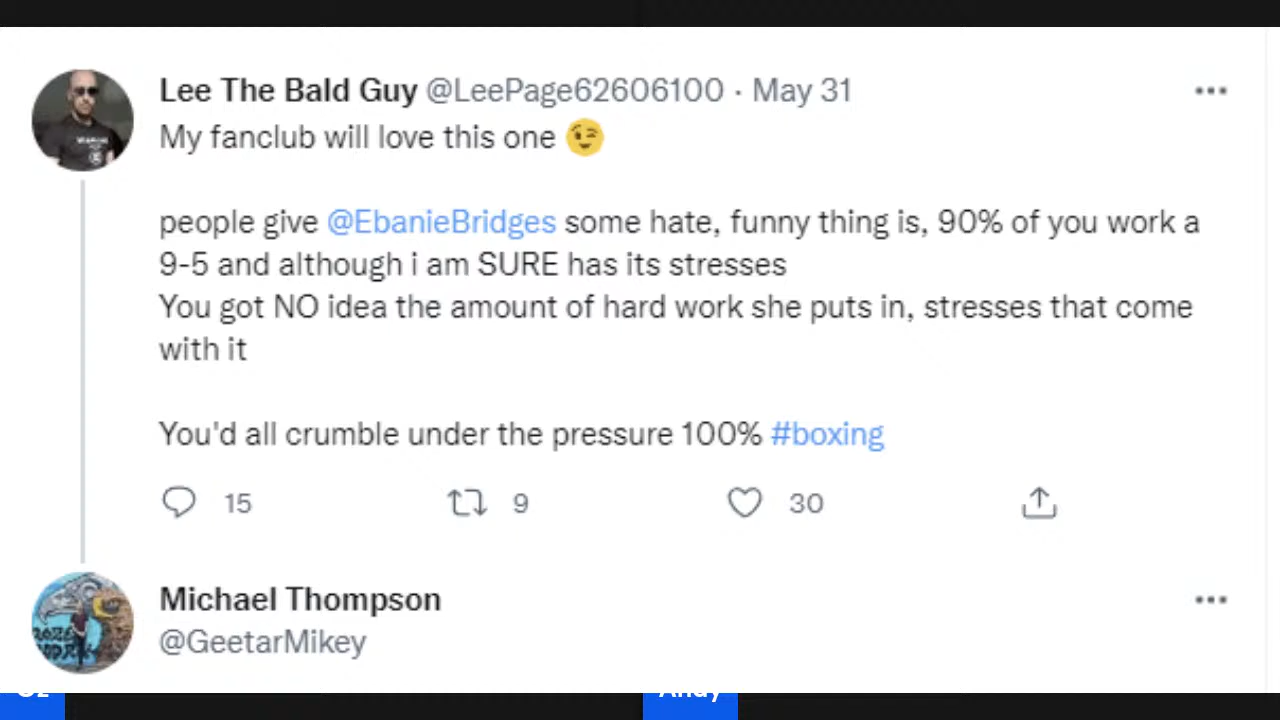 Lee The Bald Guy @LeePage62606100 · May 31
My fanclub will love this one 😉
people give @EbanieBridges some hate, funny thing is, 90% of you work a
9-5 and although i am SURE has its stresses
You got NO idea the amount of hard work she puts in, stresses that come
with it
You'd all crumble under the pressure 100% #boxing
15 9 30
Michael Thompson
@GeetarMikey
Andy